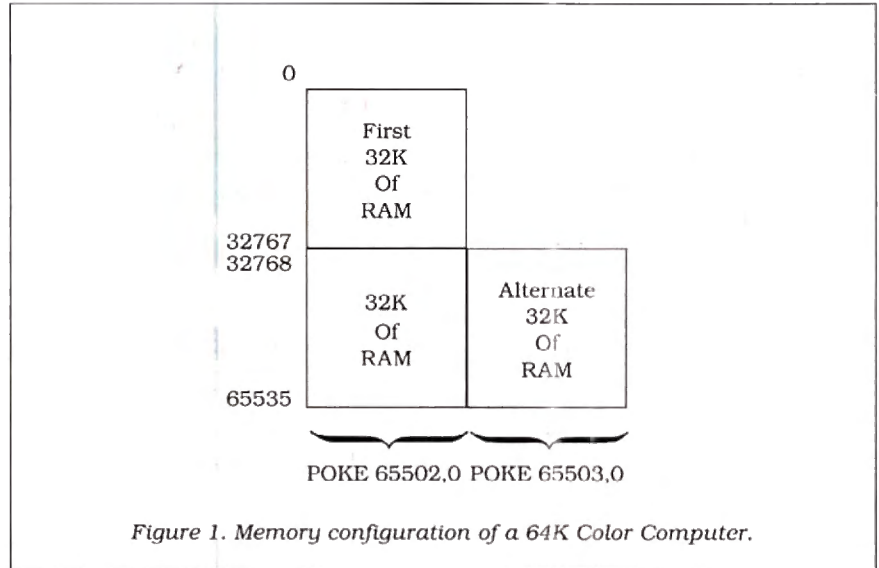 0
First
32K
Of
RAM
32767
32768
32K
Of
RAM
Alternate
32K
Of
RAM
65535
POKE 65502,0 POKE 65503,0
Figure 1. Memory configuration of a 64K Color Computer.